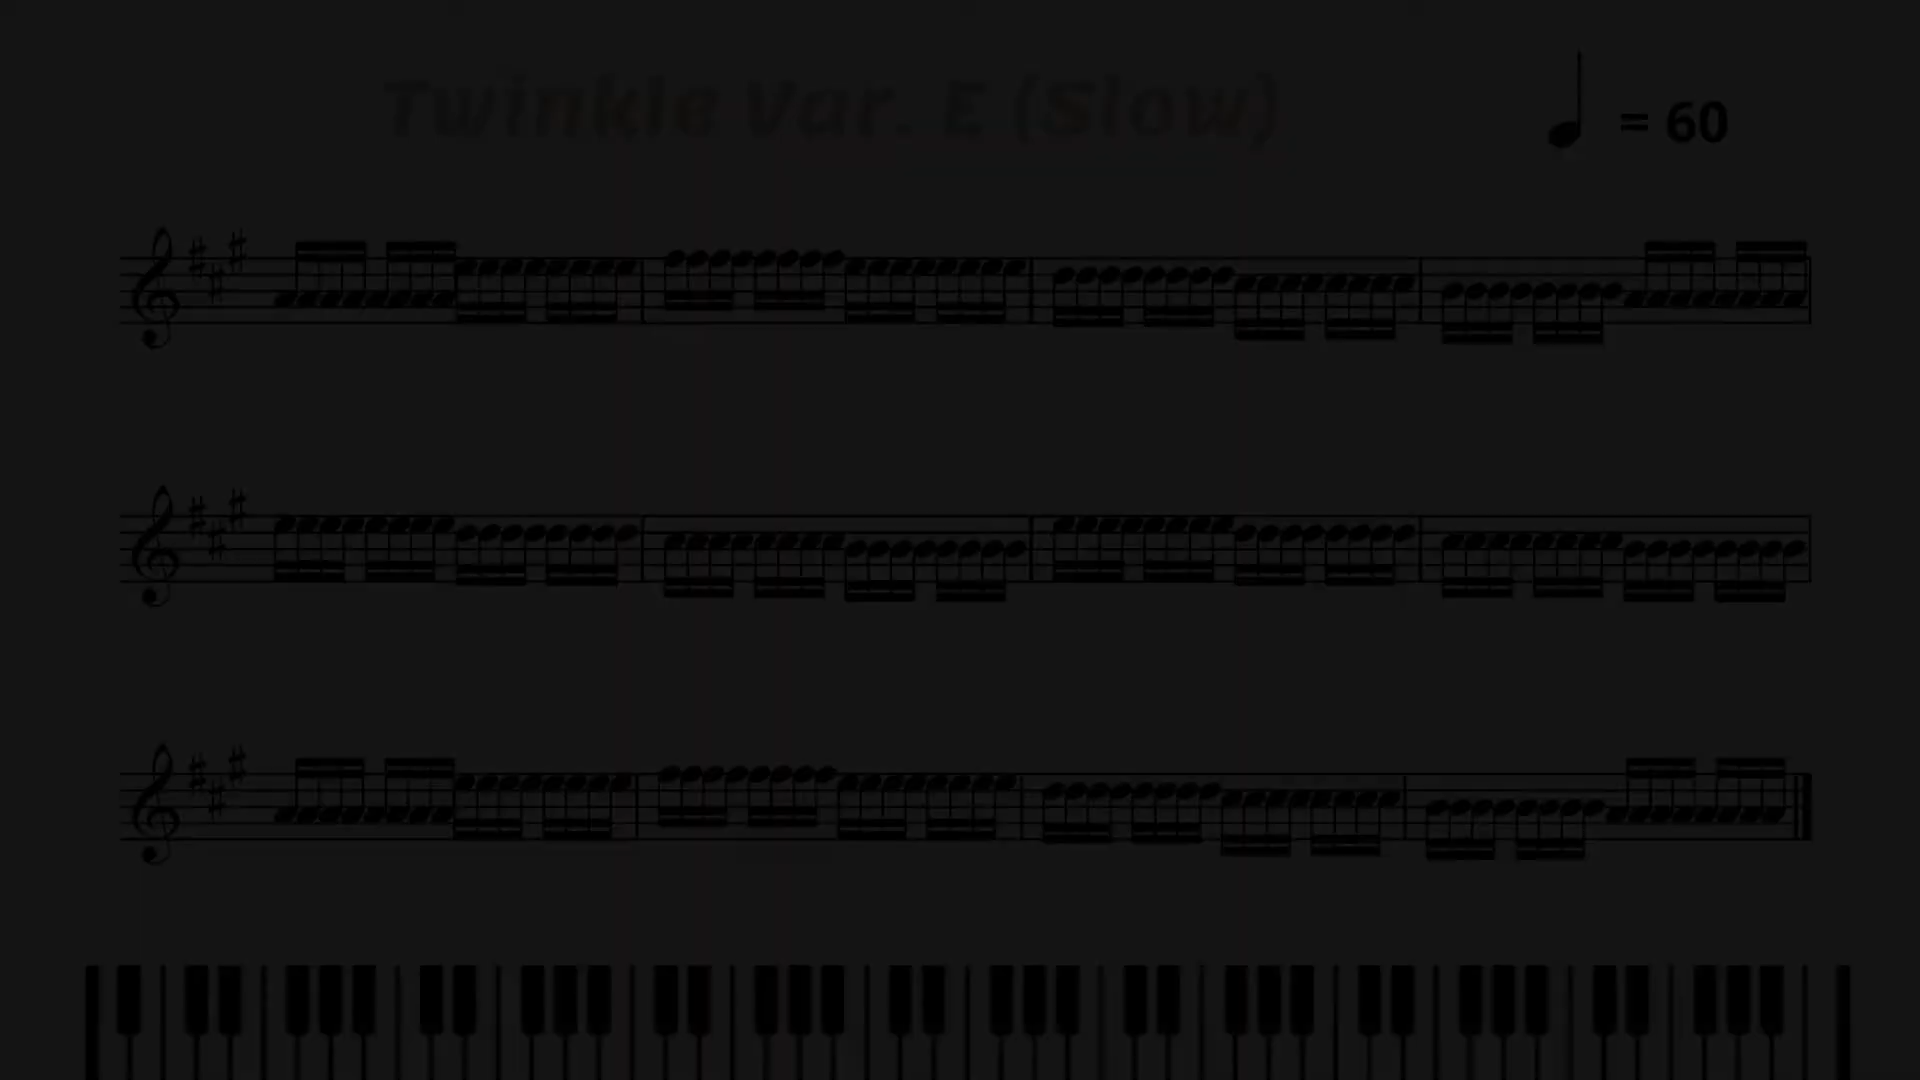 Twinkle Var. E (Slow)
= 60